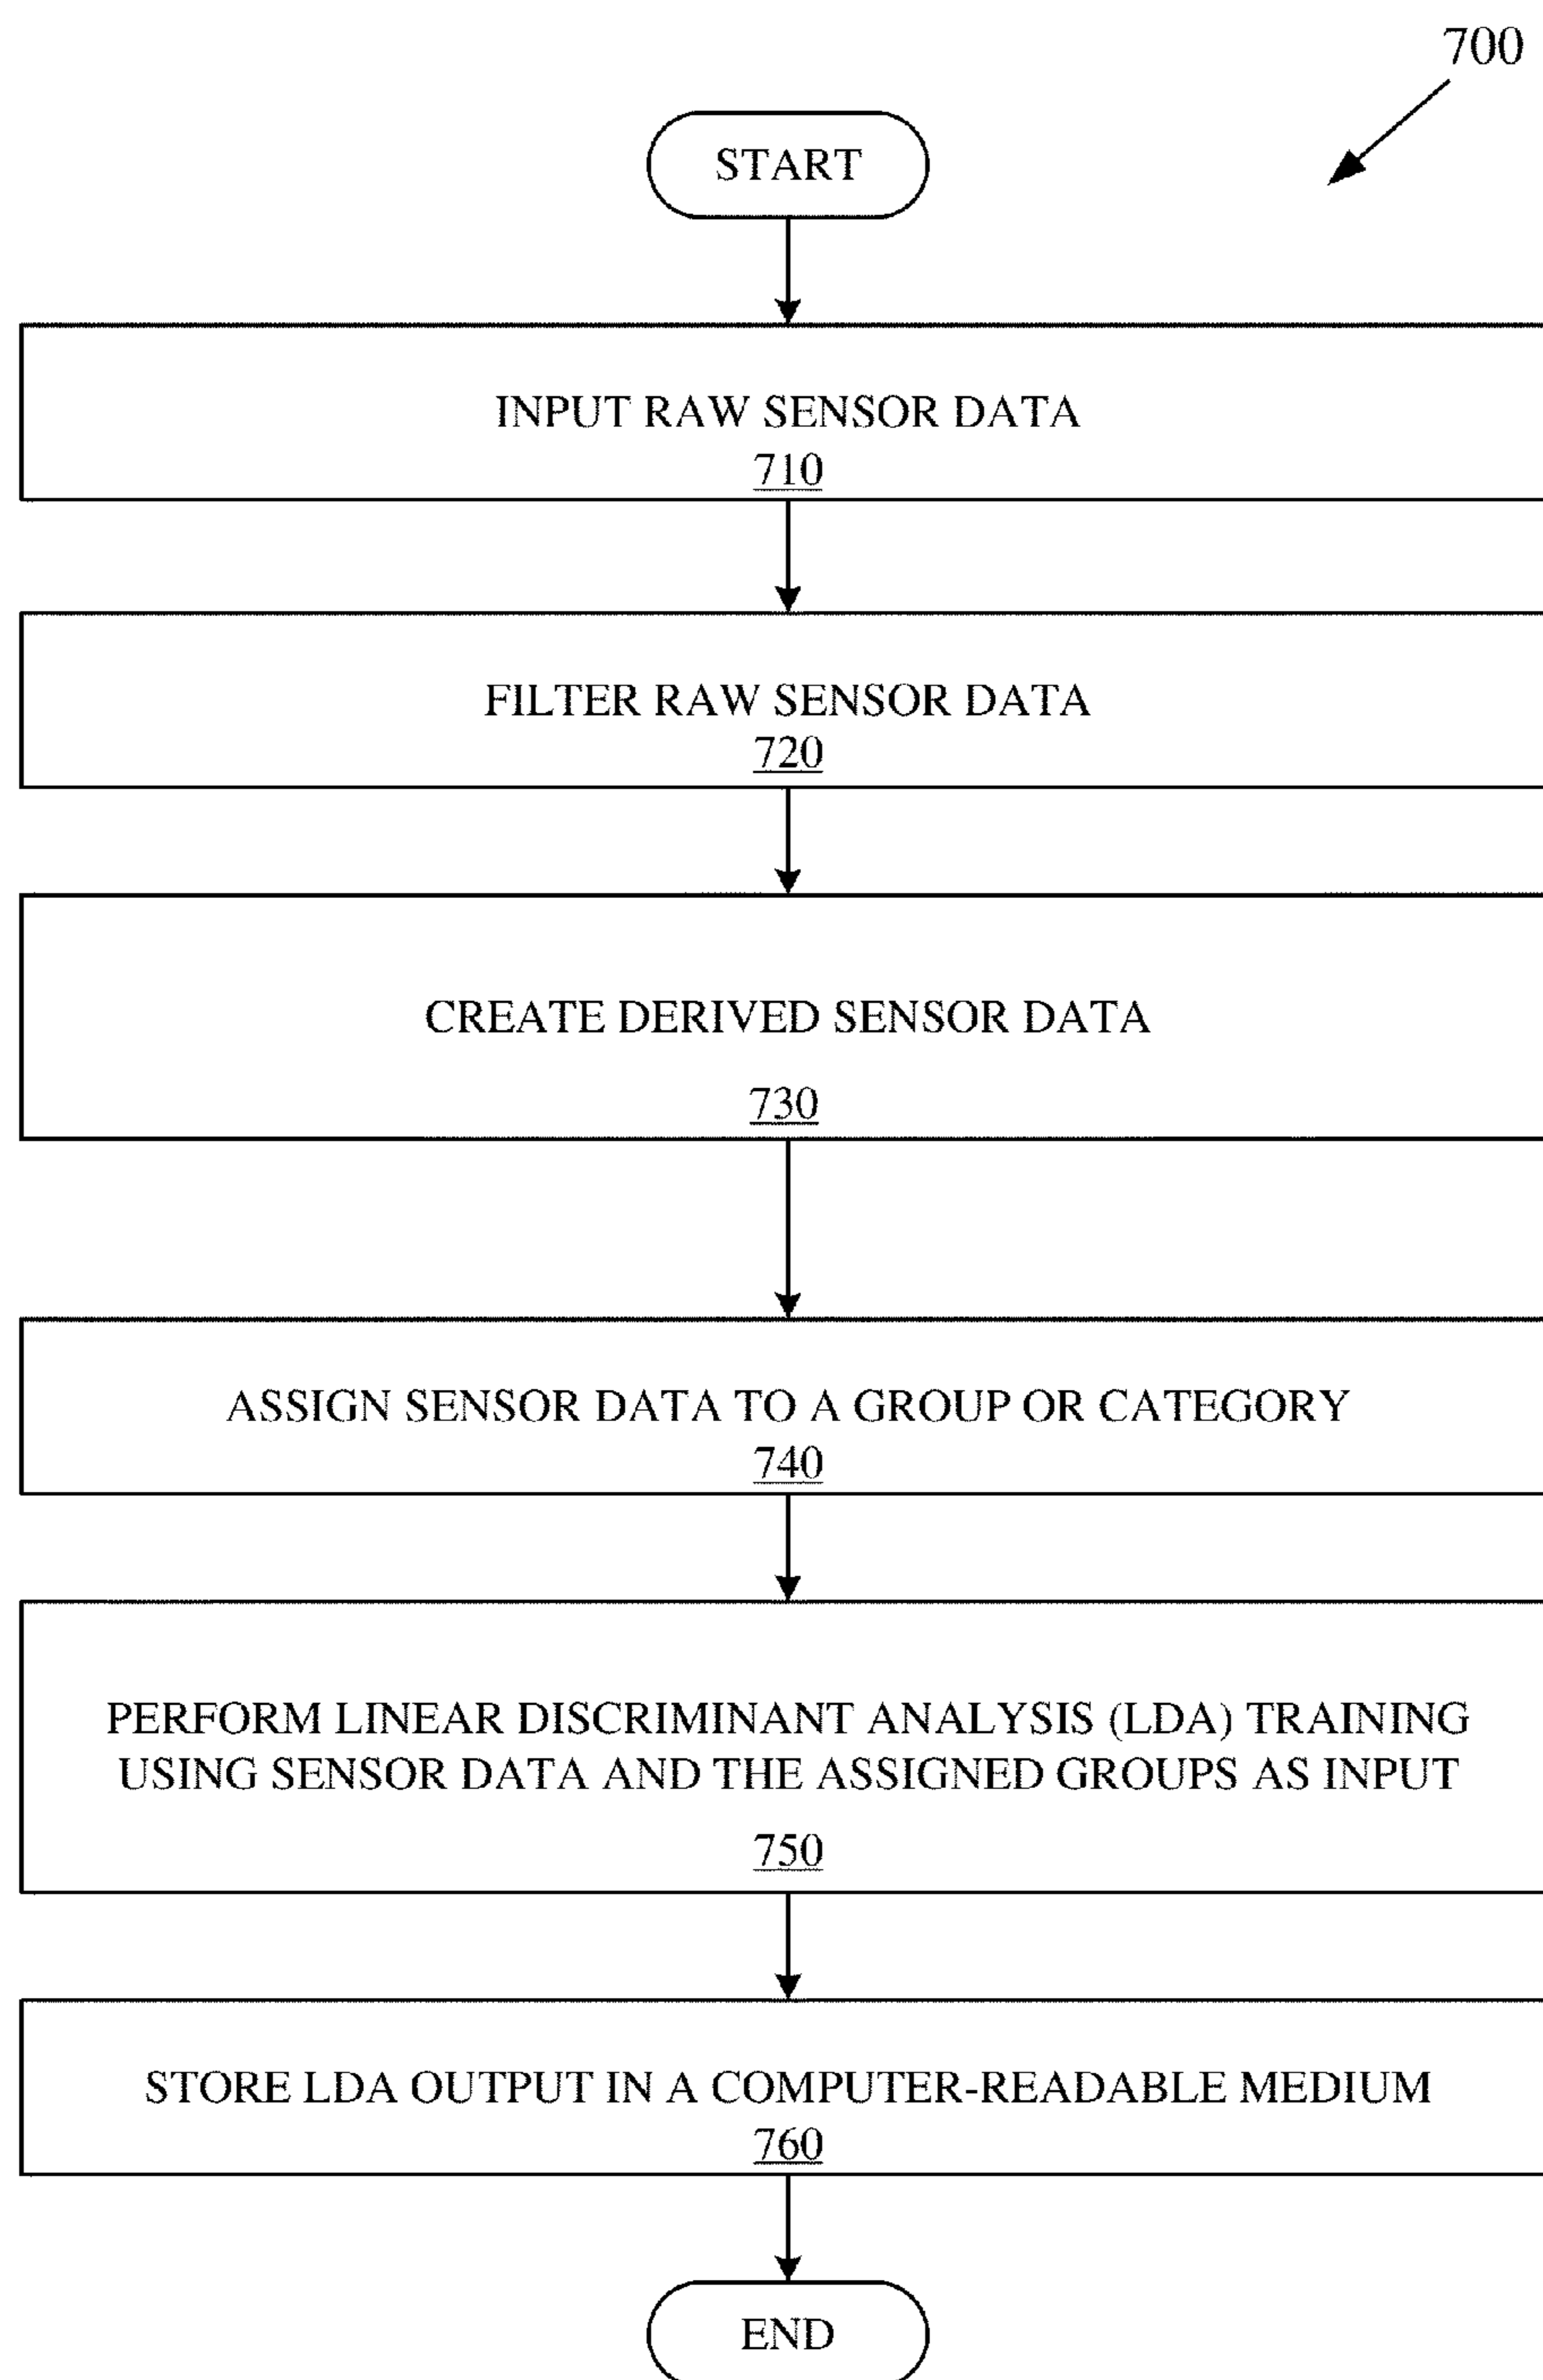 700
START
INPUT RAW SENSOR DATA
710
FILTER RAW SENSOR DATA
720
CREATE DERIVED SENSOR DATA
730
ASSIGN SENSOR DATA TO A GROUP OR CATEGORY
740
PERFORM LINEAR DISCRIMINANT ANALYSIS (LDA) TRAINING
USING SENSOR DATA AND THE ASSIGNED GROUPS AS INPUT
750
STORE LDA OUTPUT IN A COMPUTER-READABLE MEDIUM
760
END